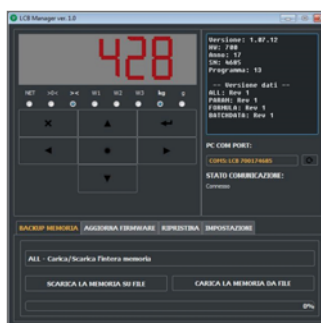 LCB Manager ver. 1.0
428
NET >0< >< W1 W2 W3 kg g
Versione: 1.07.12
HW: 700
Anno: 17
SN: 4605
Programma: 13
-- Versione dati --
ALL: Rev 1
PARAM: Rev 1
FORMULA: Rev 1
BATCHDATA: Rev 1
PC COM PORT:
COM5:LCB 700174605
STATO COMUNICAZIONE:
Connesso
BACKUP MEMORIA AGGIORNA FIRMWARE RIPRISTINA IMPOSTAZIONI
ALL - Carica/Scarica l'intera memoria
SCARICA LA MEMORIA SU FILE CARICA LA MEMORIA DA FILE
0%